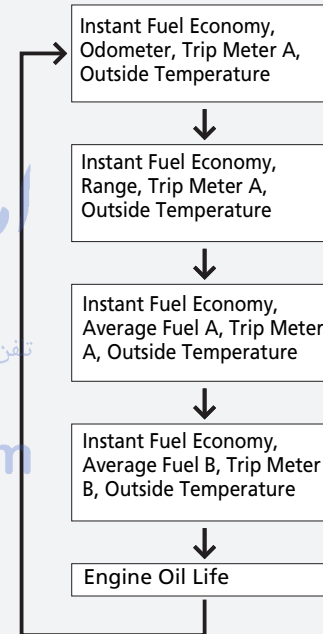 Instant Fuel Economy,
Odometer, Trip Meter A,
Outside Temperature
Instant Fuel Economy,
Range, Trip Meter A,
Outside Temperature
Instant Fuel Economy,
Average Fuel A, Trip Meter
A, Outside Temperature
Instant Fuel Economy,
Average Fuel B, Trip Meter
B, Outside Temperature
Engine Oil Life